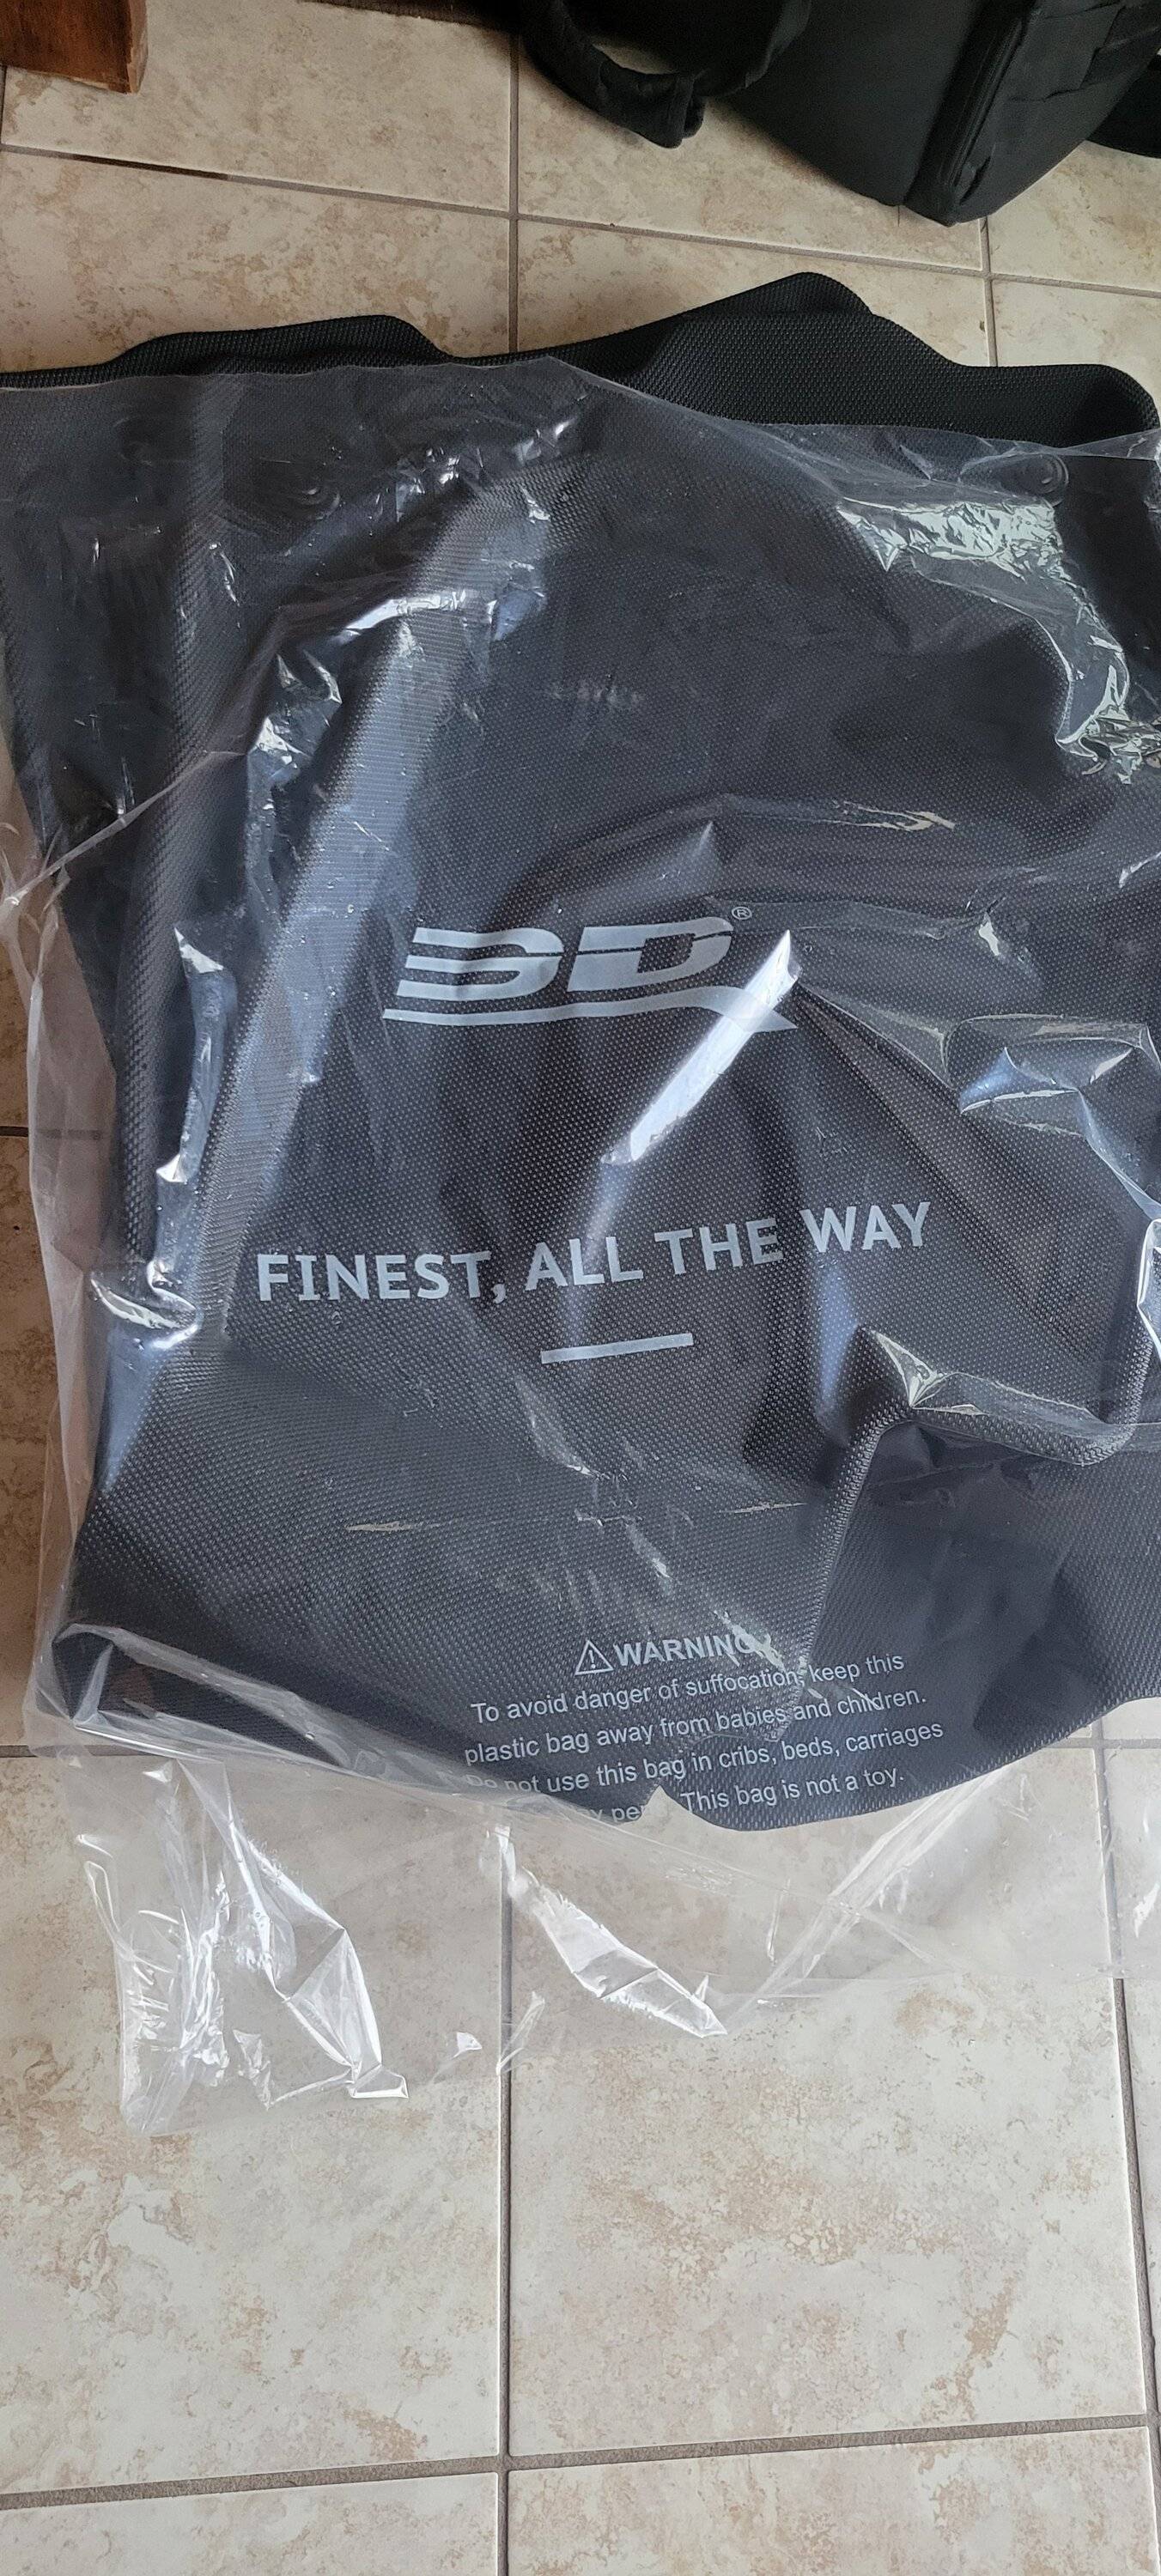 3D®
FINEST, ALL THE WAY
⚠WARNING
To avoid danger of suffocation, keep this
plastic bag away from babies and children.
Do not use this bag in cribs, beds, carriages
This bag is not a toy.